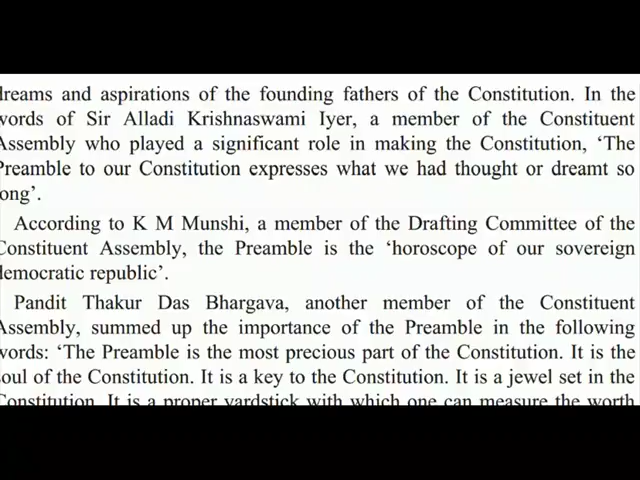 dreams and aspirations of the founding fathers of the Constitution. In the
words of Sir Alladi Krishnaswami Iyer, a member of the Constituent
Assembly who played a significant role in making the Constitution, ‘The
Preamble to our Constitution expresses what we had thought or dreamt so
long’.
According to K M Munshi, a member of the Drafting Committee of the
Constituent Assembly, the Preamble is the ‘horoscope of our sovereign
democratic republic’.
Pandit Thakur Das Bhargava, another member of the Constituent
Assembly, summed up the importance of the Preamble in the following
words: ‘The Preamble is the most precious part of the Constitution. It is the
soul of the Constitution. It is a key to the Constitution. It is a jewel set in the
Constitution. It is a proper yardstick with which one can measure the worth